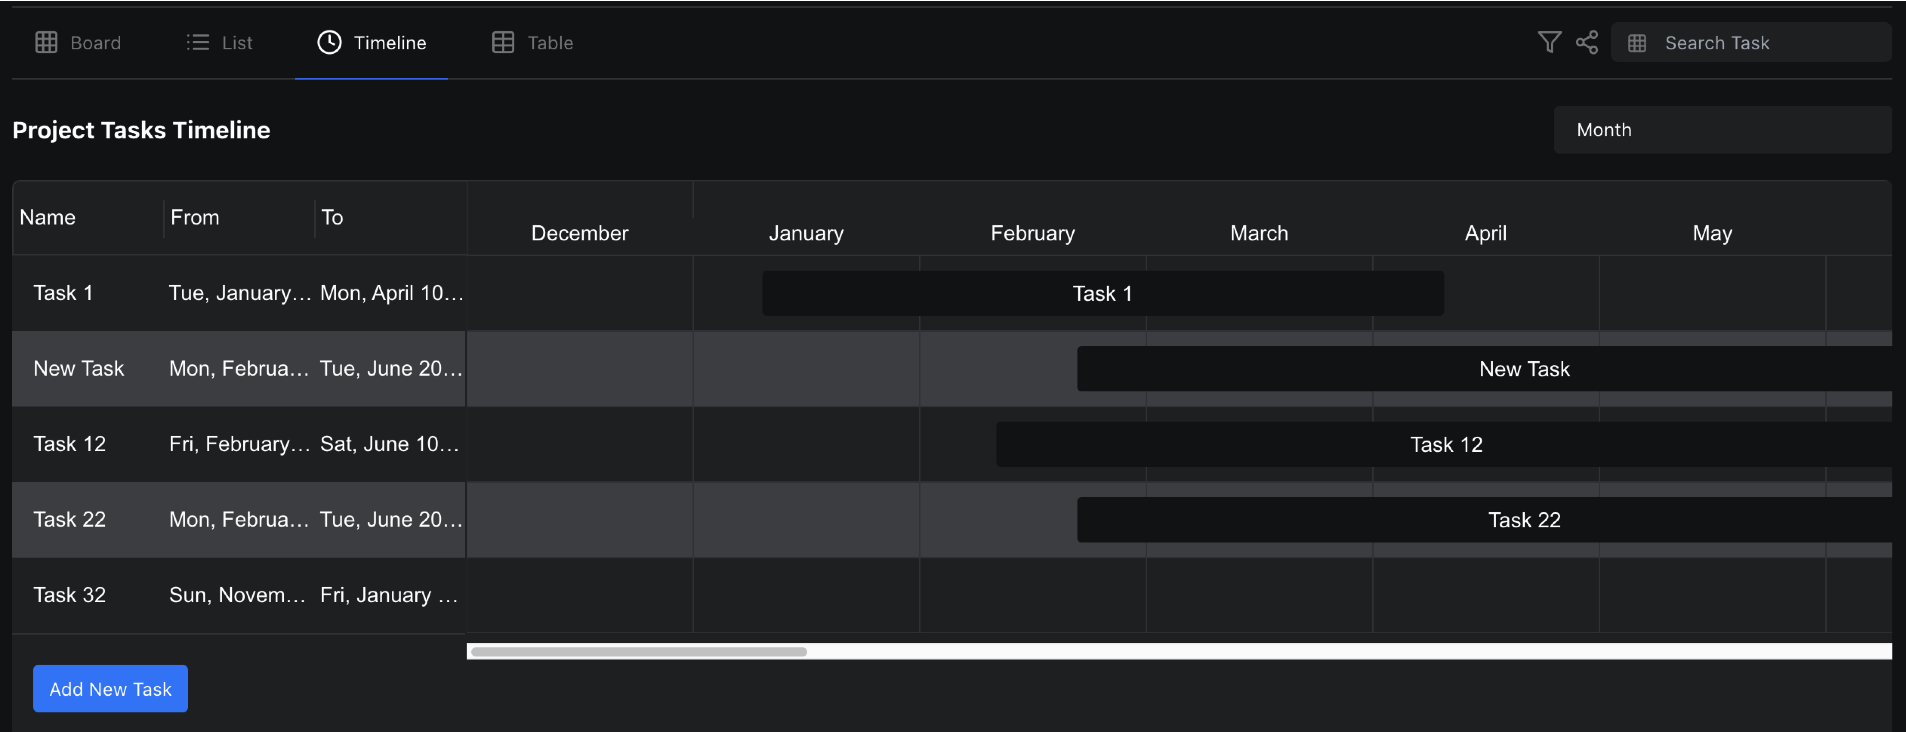 Board List Timeline Table Search Task
Project Tasks Timeline Month
Name From To
December January February March April May
Task 1 Tue, January... Mon, April 10... Task 1
New Task Mon, Februa... Tue, June 20... New Task
Task 12 Fri, February... Sat, June 10... Task 12
Task 22 Mon, Februa... Tue, June 20... Task 22
Task 32 Sun, Novem... Fri, January ...
Add New Task